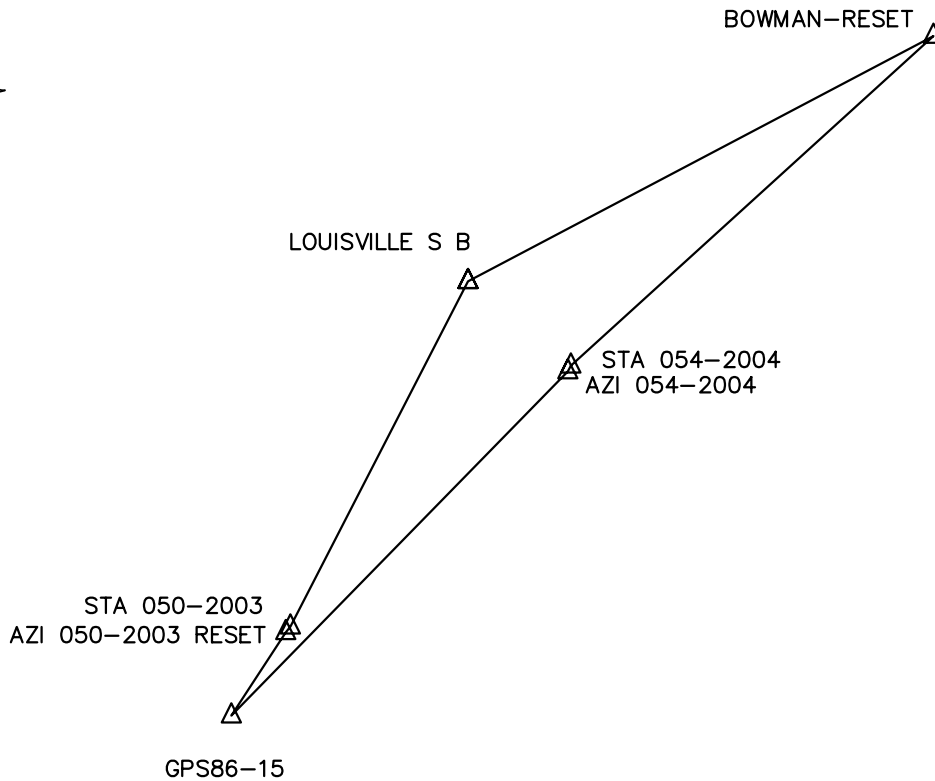 BOWMAN-RESET
LOUISVILLE S B
STA 054-2004
AZI 054-2004
STA 050-2003
AZI 050-2003 RESET
GPS86-15